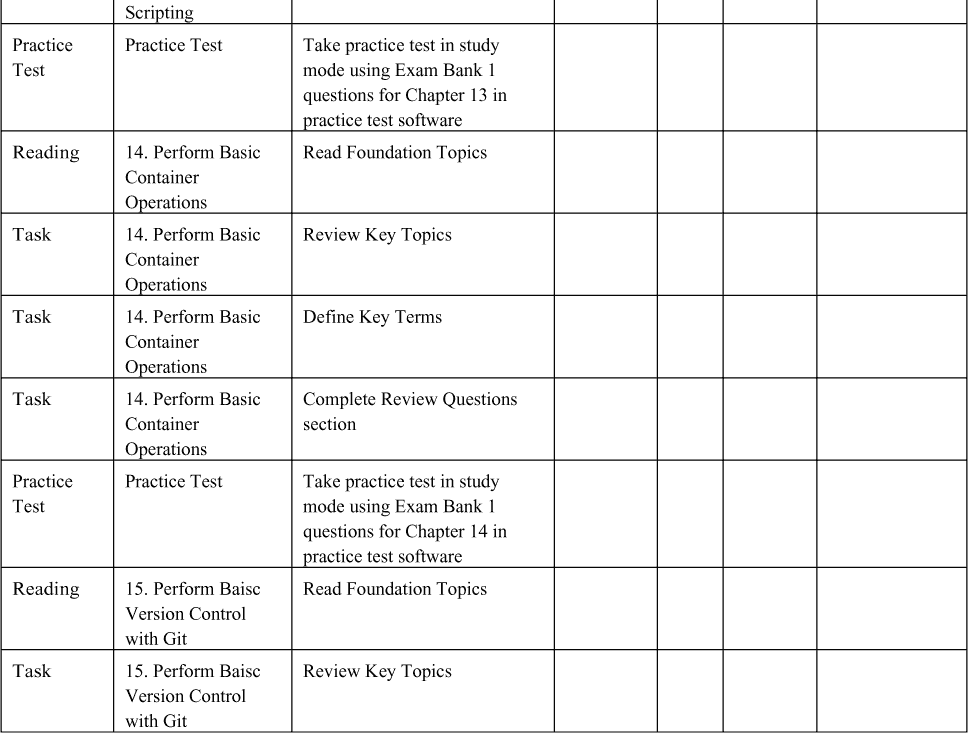 Scripting
Practice Test
Practice Test
Take practice test in study
mode using Exam Bank 1
questions for Chapter 13 in
practice test software
Reading
14. Perform Basic
Container
Operations
Read Foundation Topics
Task
14. Perform Basic
Container
Operations
Review Key Topics
Task
14. Perform Basic
Container
Operations
Define Key Terms
Task
14. Perform Basic
Container
Operations
Complete Review Questions
section
Practice
Test
Practice Test
Take practice test in study
mode using Exam Bank 1
questions for Chapter 14 in
practice test software
Reading
15. Perform Baisc
Version Control
with Git
Read Foundation Topics
Task
15. Perform Baisc
Version Control
with Git
Review Key Topics